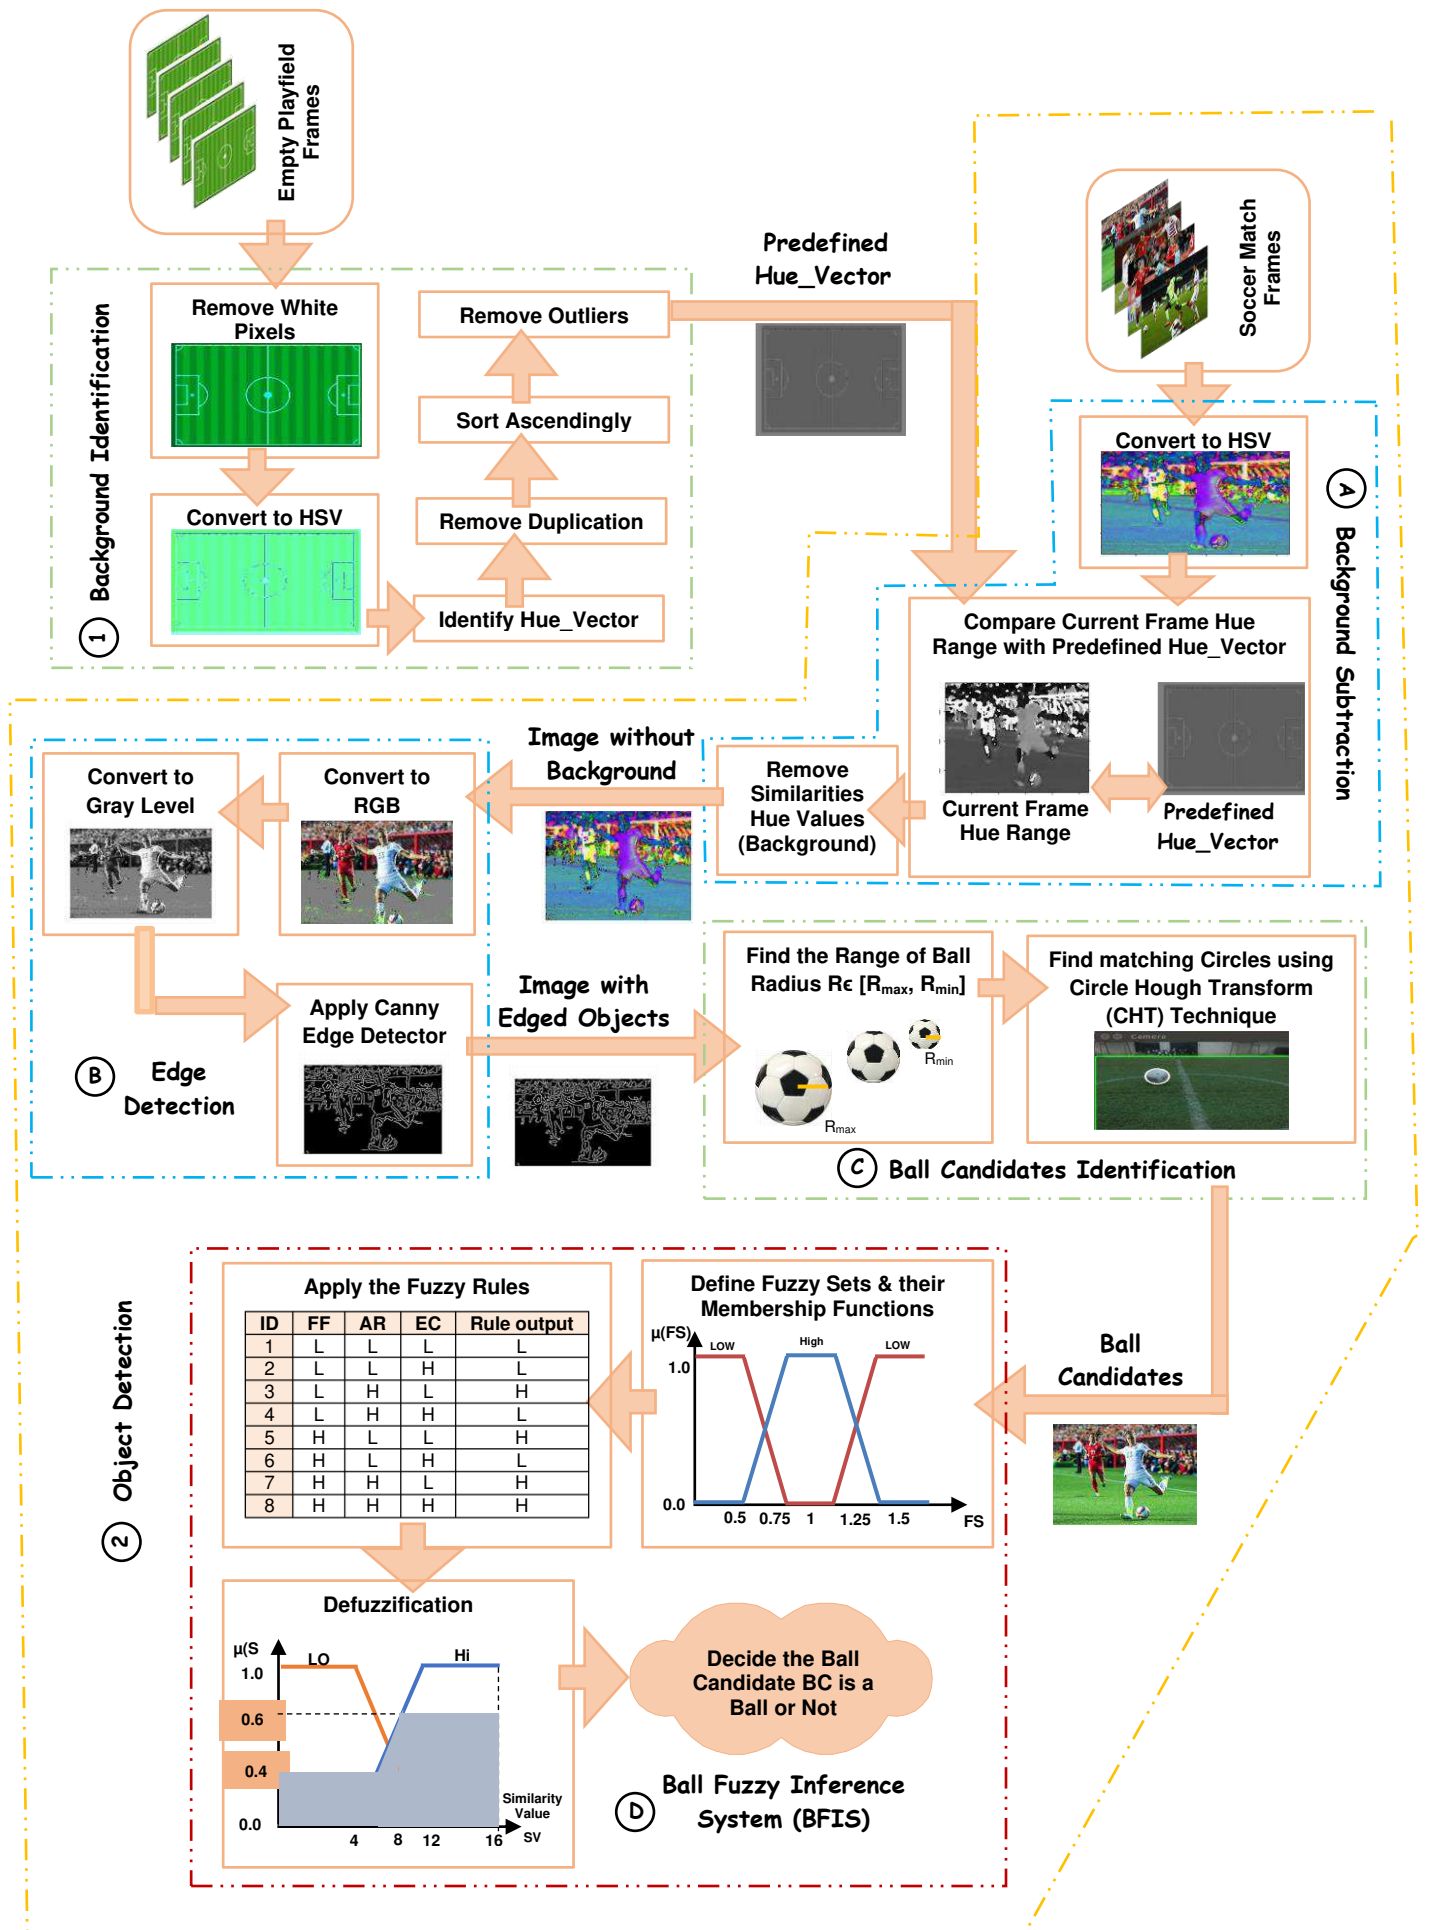 Empty Playfield
Frames
Soccer Match
Frames
Predefined
Hue_Vector
1
Background Identification
Remove White
Pixels
Convert to HSV
Identify Hue_Vector
Remove Duplication
Sort Ascendingly
Remove Outliers
A
Background Subtraction
Convert to HSV
Compare Current Frame Hue
Range with Predefined Hue_Vector
Current Frame
Hue Range
Predefined
Hue_Vector
Remove
Similarities
Hue Values
(Background)
Image without
Background
Convert to
RGB
Convert to
Gray Level
Apply Canny
Edge Detector
B
Edge
Detection
Image with
Edged Objects
Find the Range of Ball
Radius Rϵ [Rmax, Rmin]
Rmin
Rmax
Find matching Circles using
Circle Hough Transform
(CHT) Technique
Camera
C
Ball Candidates Identification
Ball
Candidates
2
Object Detection
Define Fuzzy Sets & their
Membership Functions
μ(FS)
LOW
High
LOW
1.0
0.0
0.5 0.75 1 1.25 1.5
FS
Apply the Fuzzy Rules
ID FF AR EC Rule output
1 L L L L
2 L L H L
3 L H L H
4 L H H L
5 H L L H
6 H L H L
7 H H L H
8 H H H H
Defuzzification
μ(S
LO
Hi
1.0
0.6
0.4
0.0
4 8 12 16
Similarity
Value
SV
Decide the Ball
Candidate BC is a
Ball or Not
D
Ball Fuzzy Inference
System (BFIS)